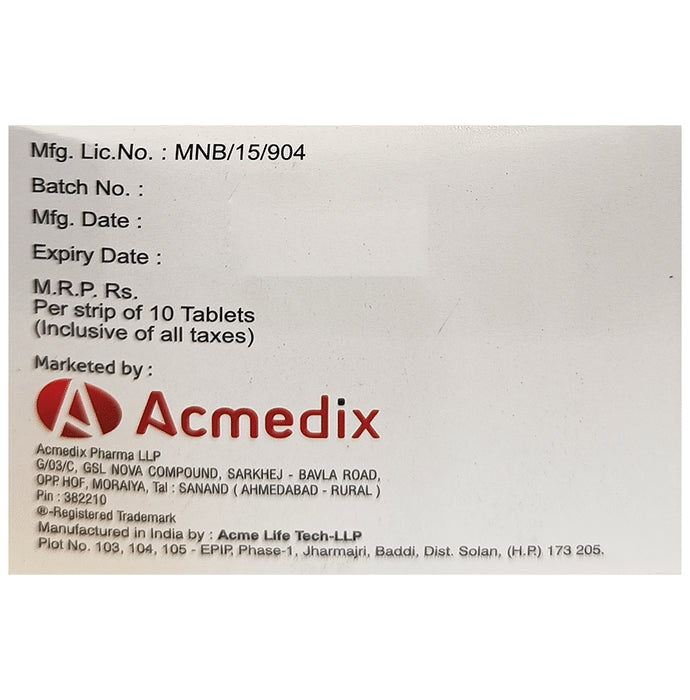 Mfg. Lic.No. : MNB/15/904
Batch No. :
Mfg. Date :
Expiry Date :
M.R.P. Rs.
Per strip of 10 Tablets
(Inclusive of all taxes)
Marketed by :
Acmedix
Acmedix Pharma LLP
G/03/C, GSL NOVA COMPOUND, SARKHEJ - BAVLA ROAD,
OPP. HOF, MORAIYA, Tal : SANAND ( AHMEDABAD - RURAL )
Pin : 382210
®-Registered Trademark
Manufactured in India by : Acme Life Tech-LLP
Plot No. 103, 104, 105 - EPIP, Phase-1, Jharmajri, Baddi, Dist. Solan, (H.P.) 173 205.